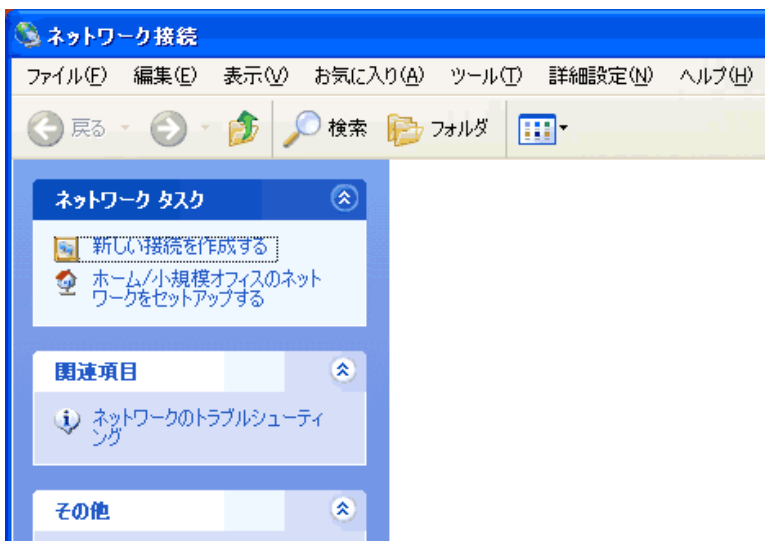 ネットワーク接続
ファイル(F) 編集(E) 表示(V) お気に入り(A) ツール(T) 詳細設定(N) ヘルプ(H)
戻る 検索 フォルダ
ネットワーク タスク
新しい接続を作成する
ホーム/小規模オフィスのネット
ワークをセットアップする
関連項目
ネットワークのトラブルシューティ
ング
その他